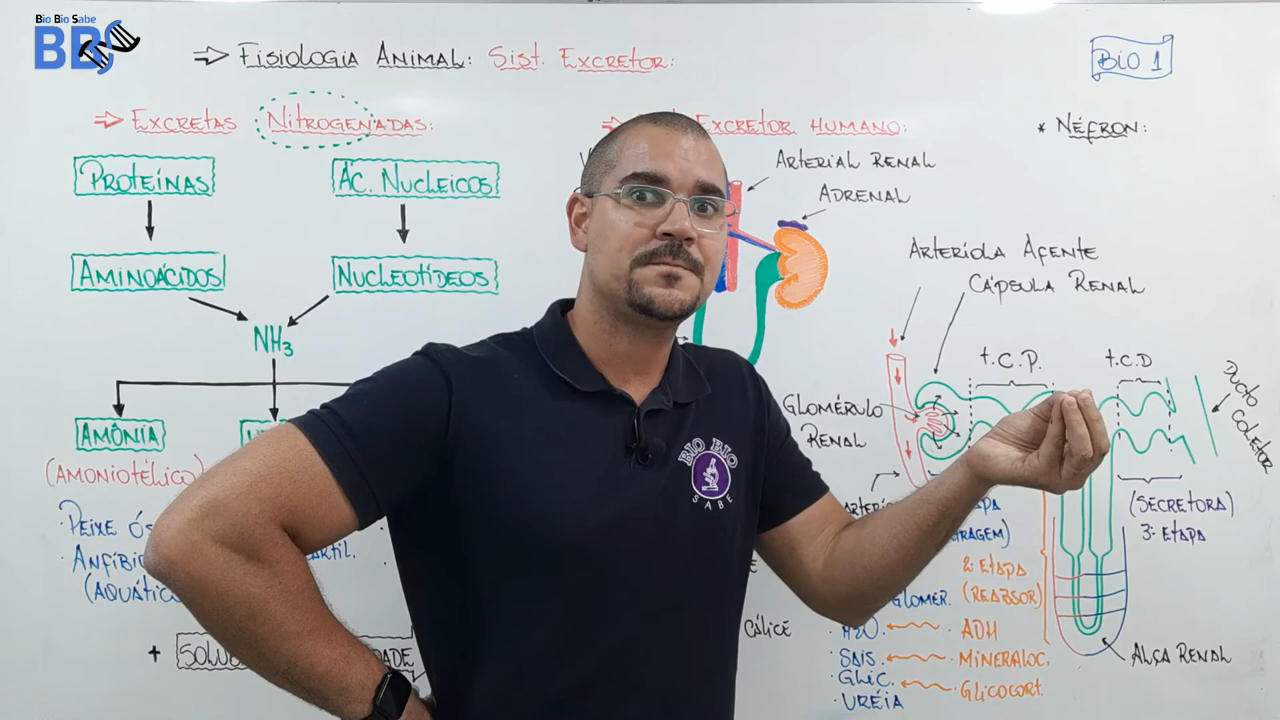 Bio Bio Sabe
BBS
⇒ Fisiologia Animal: Sist. Excretor:
BIO 1
⇒ Excretas Nitrogenadas:
Excretor Humano:
* Néfron:
Proteínas
Ác. Nucleicos
Arterial Renal
Adrenal
Aminoácidos
Nucleotídeos
Arteríola Aferente
Cápsula Renal
NH₃
t.C.P.
t.C.D
Ducto
Coletor
Glomérulo
Renal
Amônia
(Amoniotélico)
BIO BIO
SABE
(Secretora)
3ª Etapa
2ª Etapa
(Reabsor)
Glomer.
Cálice
· H₂O
ADH
· Sais.
Mineraloc.
· Glic.
Glicocort.
· Uréia
Alça Renal